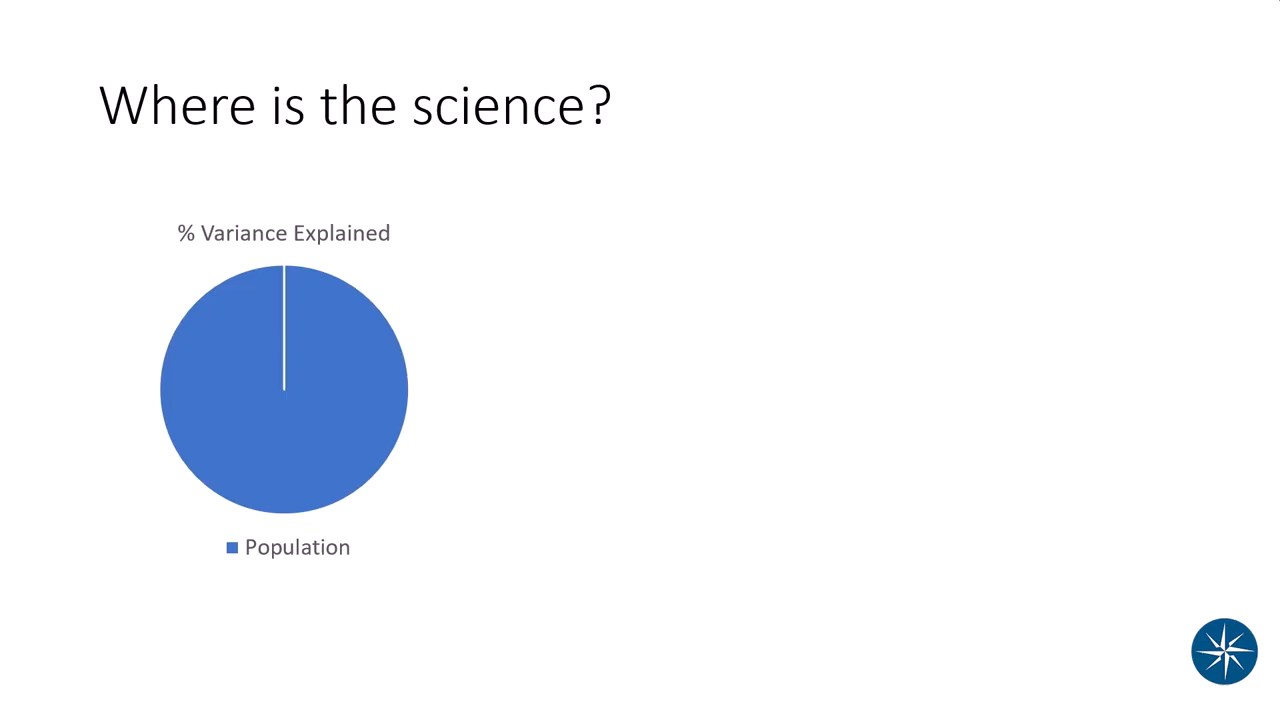 Where is the science?
% Variance Explained
Population